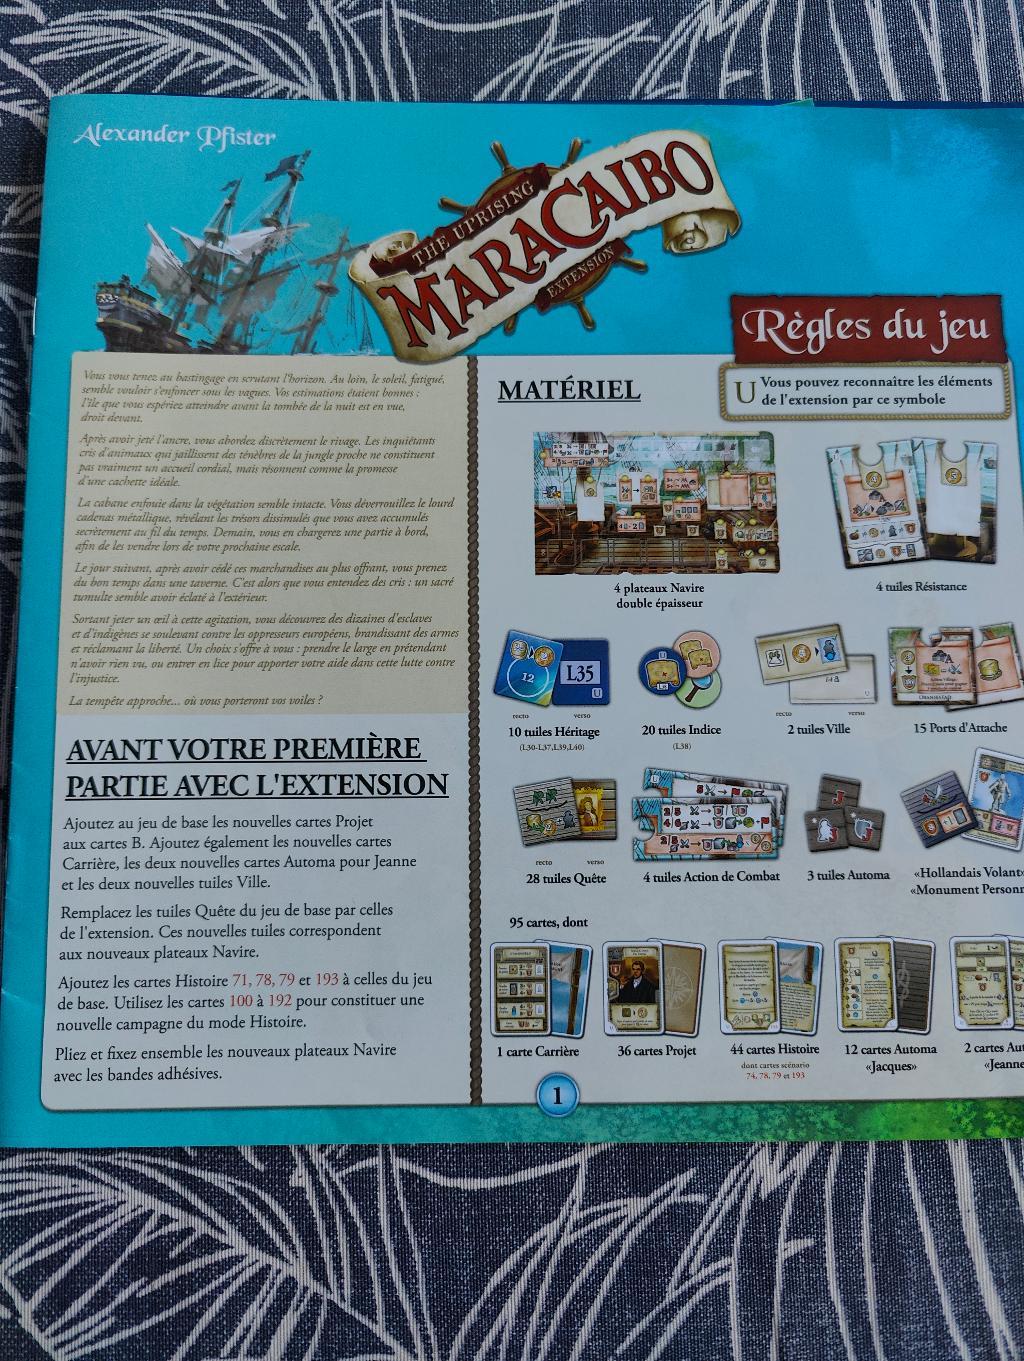 Alexander Pfister
THE UPRISING
MARACAIBO
EXTENSION
Règles du jeu
U Vous pouvez reconnaître les éléments
de l'extension par ce symbole
Vous vous tenez au bastingage en scrutant l'horizon. Au loin, le soleil, fatigué,
semble vouloir s'enfoncer sous les vagues. Vos estimations étaient bonnes :
l'île que vous espériez atteindre avant la tombée de la nuit est en vue,
droit devant.
Après avoir jeté l'ancre, vous abordez discrètement le rivage. Les inquiétants
cris d'animaux qui jaillissent des ténèbres de la jungle proche ne constituent
pas vraiment un accueil cordial, mais résonnent comme la promesse
d'une cachette idéale.
La cabane enfouie dans la végétation semble intacte. Vous déverrouillez le lourd
cadenas métallique, révélant les trésors dissimulés que vous avez accumulés
secrètement au fil du temps. Demain, vous en chargerez une partie à bord,
afin de les vendre lors de votre prochaine escale.
Le jour suivant, après avoir cédé ces marchandises au plus offrant, vous prenez
du bon temps dans une taverne. C'est alors que vous entendez des cris : un sacré
tumulte semble avoir éclaté à l'extérieur.
Sortant jeter un œil à cette agitation, vous découvrez des dizaines d'esclaves
et d'indigènes se soulevant contre les oppresseurs européens, brandissant des armes
et réclamant la liberté. Un choix s'offre à vous : prendre le large en prétendant
n'avoir rien vu, ou entrer en lice pour apporter votre aide dans cette lutte contre
l'injustice.
La tempête approche... où vous porteront vos voiles ?
AVANT VOTRE PREMIÈRE
PARTIE AVEC L'EXTENSION
Ajoutez au jeu de base les nouvelles cartes Projet
aux cartes B. Ajoutez également les nouvelles cartes
Carrière, les deux nouvelles cartes Automa pour Jeanne
et les deux nouvelles tuiles Ville.
Remplacez les tuiles Quête du jeu de base par celles
de l'extension. Ces nouvelles tuiles correspondent
aux nouveaux plateaux Navire.
Ajoutez les cartes Histoire 71, 78, 79 et 193 à celles du jeu
de base. Utilisez les cartes 100 à 192 pour constituer une
nouvelle campagne du mode Histoire.
Pliez et fixez ensemble les nouveaux plateaux Navire
avec les bandes adhésives.
MATÉRIEL
4 plateaux Navire
double épaisseur
4 tuiles Résistance
12
L35
U
recto verso
10 tuiles Héritage
(L30-L37,L39,L40)
20 tuiles Indice
(L38)
recto verso
2 tuiles Ville
15 Ports d'Attache
recto verso
28 tuiles Quête
4 tuiles Action de Combat
J
3 tuiles Automa
«Hollandais Volant»
«Monument Personn
95 cartes, dont
1 carte Carrière
36 cartes Projet
44 cartes Histoire
dont cartes scénario
74, 78, 79 et 193
12 cartes Automa
«Jacques»
2 cartes Aut
«Jeanne
1